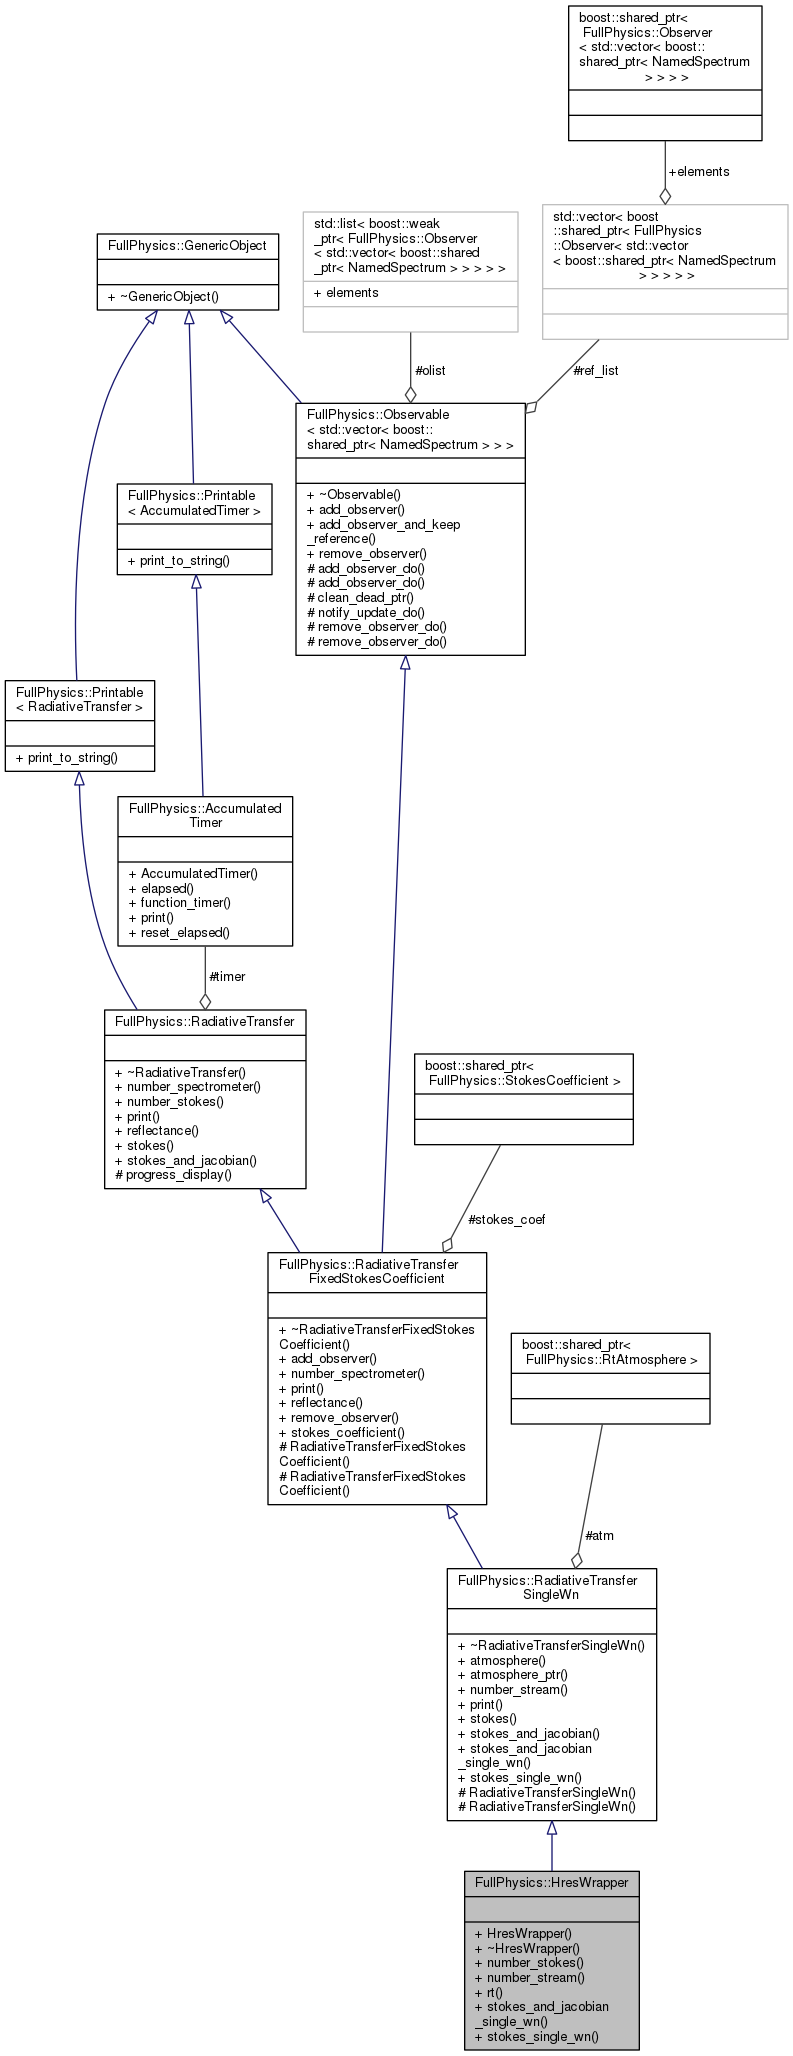 boost::shared_ptr<
FullPhysics::Observer
< std::vector< boost::
shared_ptr< NamedSpectrum
> > > >
+elements
std::list< boost::weak
_ptr< FullPhysics::Observer
< std::vector< boost::shared
_ptr< NamedSpectrum > > > > >
+ elements
std::vector< boost
::shared_ptr< FullPhysics
::Observer< std::vector
< boost::shared_ptr< NamedSpectrum
> > > > >
FullPhysics::GenericObject
+ ~GenericObject()
#olist
#ref_list
FullPhysics::Observable
< std::vector< boost::
shared_ptr< NamedSpectrum > > >
+ ~Observable()
+ add_observer()
+ add_observer_and_keep
_reference()
+ remove_observer()
# add_observer_do()
# add_observer_do()
# clean_dead_ptr()
# notify_update_do()
# remove_observer_do()
# remove_observer_do()
FullPhysics::Printable
< AccumulatedTimer >
+ print_to_string()
FullPhysics::Printable
< RadiativeTransfer >
+ print_to_string()
FullPhysics::Accumulated
Timer
+ AccumulatedTimer()
+ elapsed()
+ function_timer()
+ print()
+ reset_elapsed()
#timer
FullPhysics::RadiativeTransfer
+ ~RadiativeTransfer()
+ number_spectrometer()
+ number_stokes()
+ print()
+ reflectance()
+ stokes()
+ stokes_and_jacobian()
# progress_display()
boost::shared_ptr<
FullPhysics::StokesCoefficient >
#stokes_coef
FullPhysics::RadiativeTransfer
FixedStokesCoefficient
+ ~RadiativeTransferFixedStokes
Coefficient()
+ add_observer()
+ number_spectrometer()
+ print()
+ reflectance()
+ remove_observer()
+ stokes_coefficient()
# RadiativeTransferFixedStokes
Coefficient()
# RadiativeTransferFixedStokes
Coefficient()
boost::shared_ptr<
FullPhysics::RtAtmosphere >
#atm
FullPhysics::RadiativeTransfer
SingleWn
+ ~RadiativeTransferSingleWn()
+ atmosphere()
+ atmosphere_ptr()
+ number_stream()
+ print()
+ stokes()
+ stokes_and_jacobian()
+ stokes_and_jacobian
_single_wn()
+ stokes_single_wn()
# RadiativeTransferSingleWn()
# RadiativeTransferSingleWn()
FullPhysics::HresWrapper
+ HresWrapper()
+ ~HresWrapper()
+ number_stokes()
+ number_stream()
+ rt()
+ stokes_and_jacobian
_single_wn()
+ stokes_single_wn()